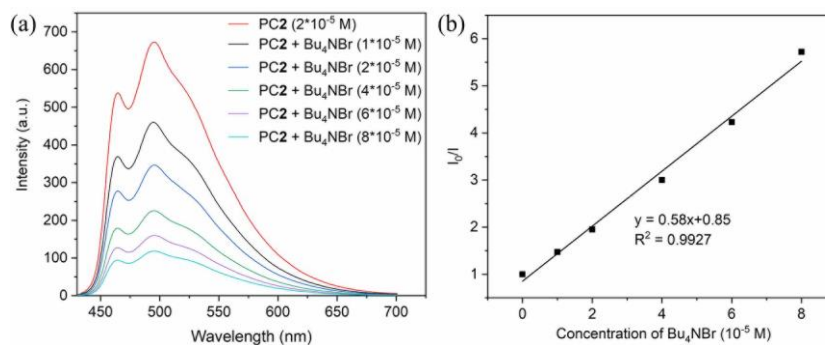 (a)
PC2 (2*10⁻⁵ M)
PC2 + Bu₄NBr (1*10⁻⁵ M)
PC2 + Bu₄NBr (2*10⁻⁵ M)
PC2 + Bu₄NBr (4*10⁻⁵ M)
PC2 + Bu₄NBr (6*10⁻⁵ M)
PC2 + Bu₄NBr (8*10⁻⁵ M)
Intensity (a.u.)
700
600
500
400
300
200
100
0
450 500 550 600 650 700
Wavelength (nm)
(b)
I₀/I
6
5
4
3
2
1
y = 0.58x+0.85
R² = 0.9927
0 2 4 6 8
Concentration of Bu₄NBr (10⁻⁵ M)